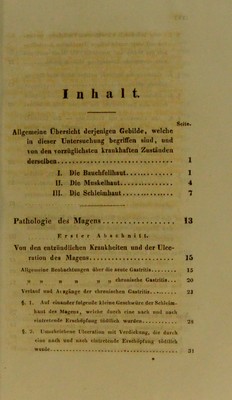 Inhalt.
Seite.
Allgemeine Übersicht derjenigen Gebilde, welche
in dieser Untersuchung begriffen sind, und
von den vorzüglichsten krankhaften Zuständen
derselben 1
I. Die Bauchfellhaut 1
II. Die Muskelhaut 4
III. Die Schleimhaut 7
Pathologie des Magens 13
Erster Abschnitt.
Von den entzündlichen Krankheiten und der Ulce-
ration des Magens 15
Allgemeine Beobachtungen über die acute Gastritis 15
„ „ „ „ chronische Gastritis 20
Verlauf und Ausgänge der chronischen Gastritis 23
§. 1. Auf einander folgende kleine Geschwüre der Schleim-
haut des Magens, welche durch eine nach und nach
eintretende Erschöpfung tödtlich wurden 28
§. 2. Umschriebene Ulceration mit Verdickung, die durch
eine nach und nach eintretende Erschöpfung tödtlich
wurde 31